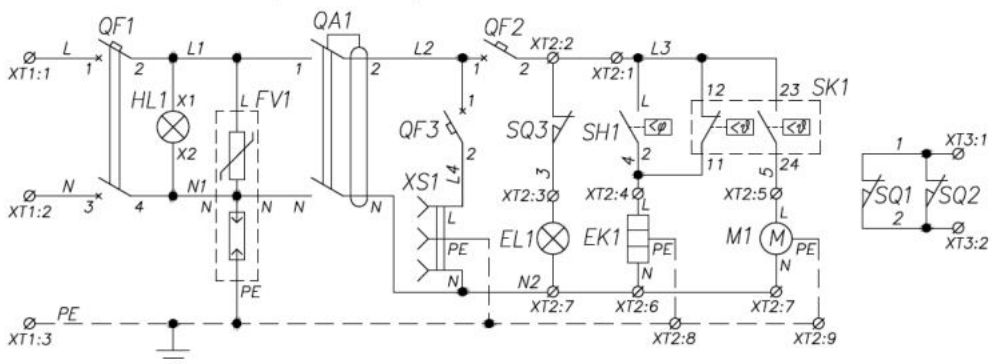 QF1 QA1 QF2
L L1 L2 XT2:2 L3
XT1:1 1 2 1 2 1 2 XT2:1
12 23
HL1 X1 L FV1 1 L SK1
QF3 SQ3 SH1 <φ <ϑ <ϑ
X2 2 4 2 11 5 24
3 L4
XS1
N N1 XT2:3 XT2:4 XT2:5
XT1:2 3 4 N N N N
L L L
EL1 EK1 M1 M
PE PE PE
PE N N2 N N
XT2:7 XT2:6 XT2:7
PE
XT1:3 XT2:8 XT2:9
1 XT3:1
SQ1 SQ2
2 XT3:2